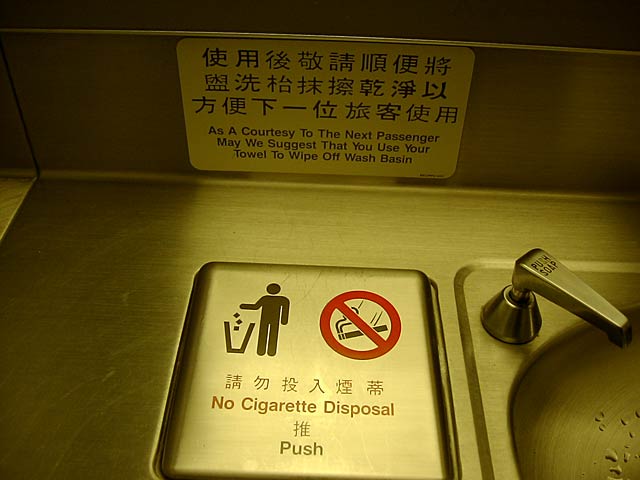 使用後敬請順便將
盥洗枱抹擦乾淨以
方便下一位旅客使用
As A Courtesy To The Next Passenger
May We Suggest That You Use Your
Towel To Wipe Off Wash Basin
PUSH
SOAP
請勿投入煙蒂
No Cigarette Disposal
推
Push